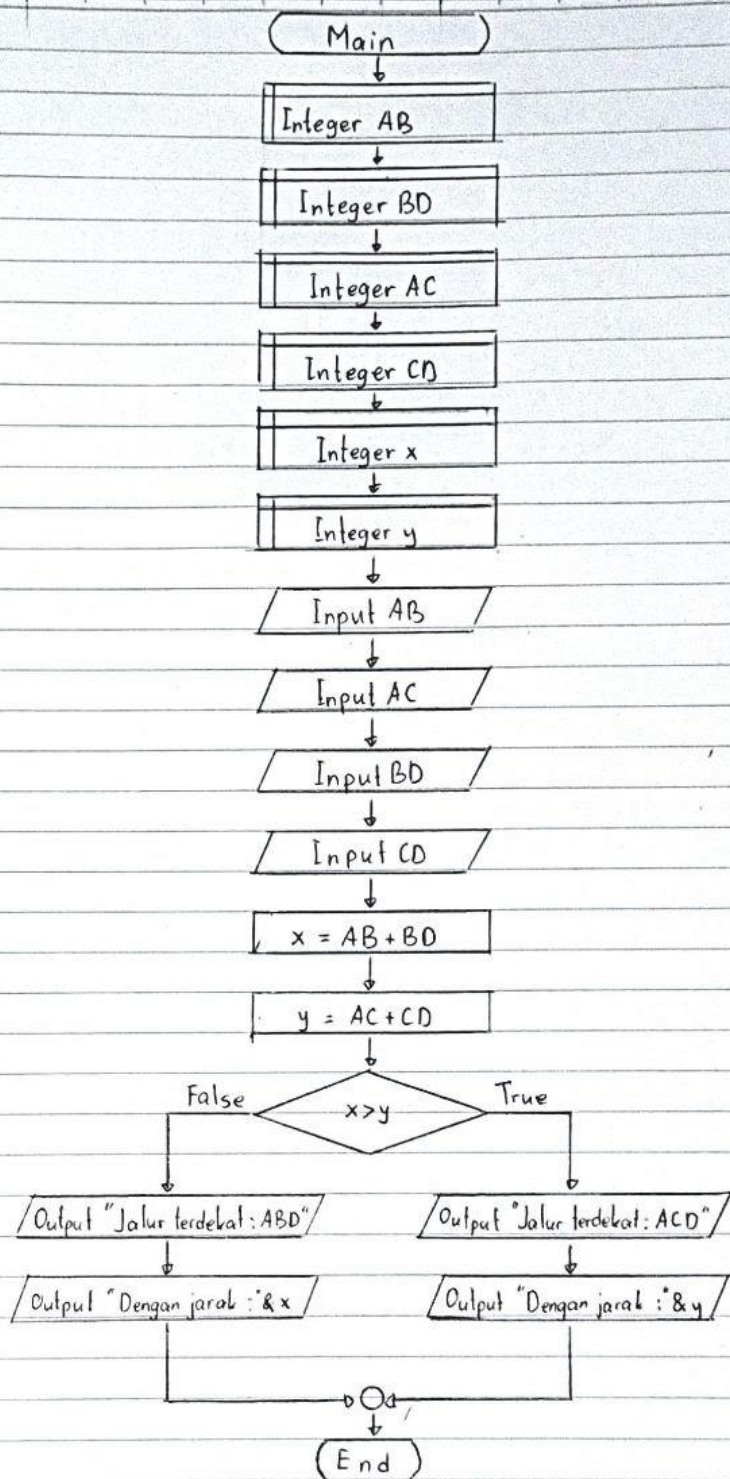 Main
Integer AB
Integer BD
Integer AC
Integer CD
Integer x
Integer y
Input AB
Input AC
Input BD
Input CD
x = AB + BD
y = AC + CD
False
x>y
True
Output "Jalur terdekat : ABD"
Output "Jalur terdekat : ACD"
Output "Dengan jarak :" & x
Output "Dengan jarak :" & y
End